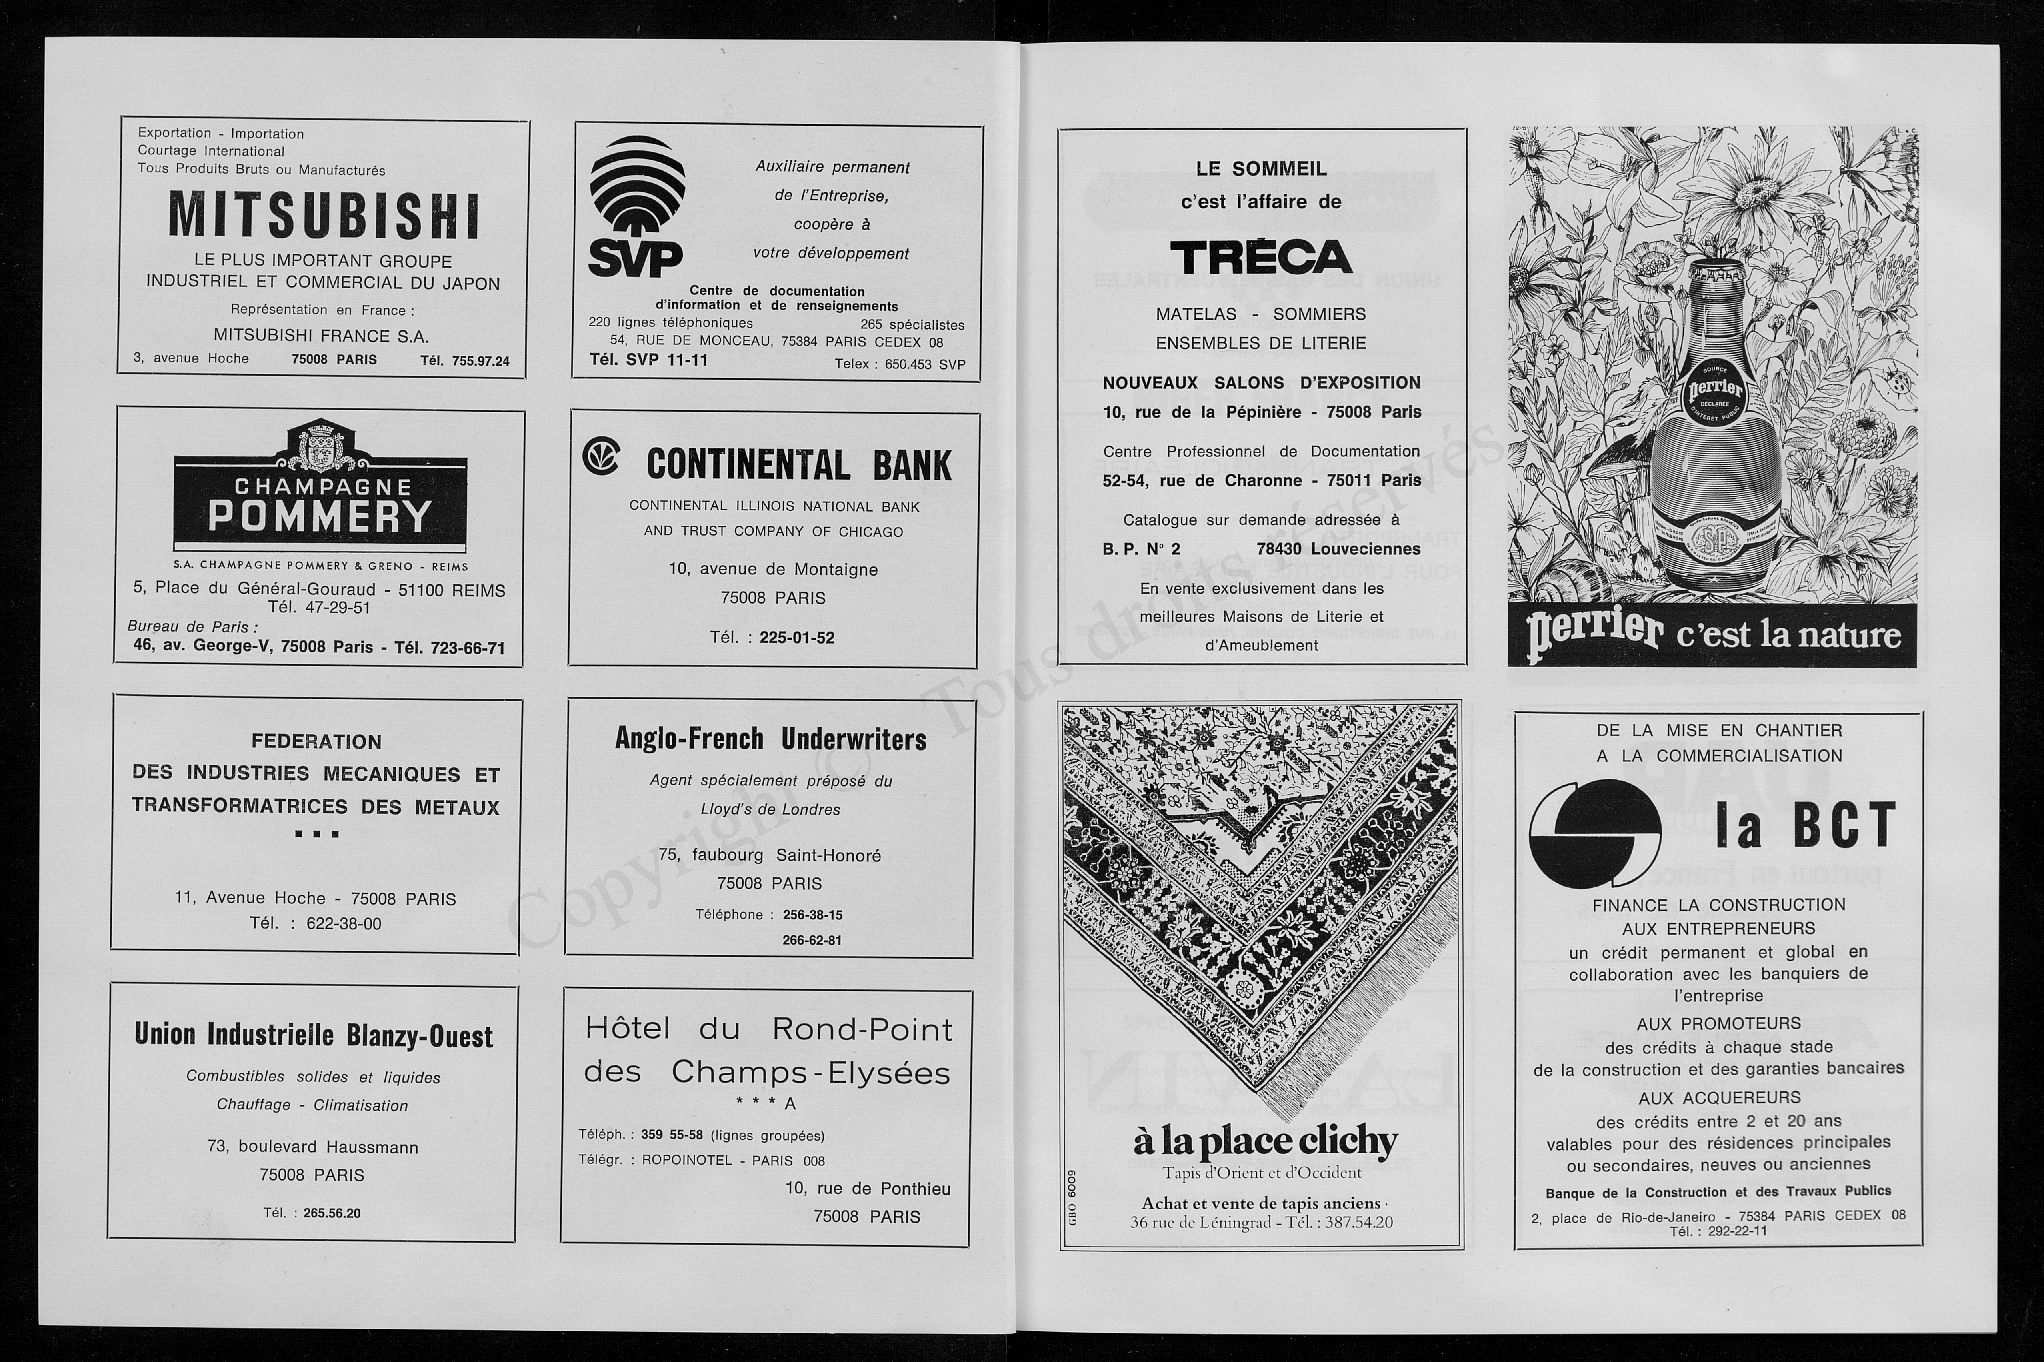 Exportation - Importation
Courtage International
Tous Produits Bruts ou Manufacturés
MITSUBISHI
LE PLUS IMPORTANT GROUPE
INDUSTRIEL ET COMMERCIAL DU JAPON
Représentation en France :
MITSUBISHI FRANCE S.A.
3, avenue Hoche 75008 PARIS Tél. 755.97.24
SVP
Auxiliaire permanent
de l'Entreprise,
coopère à
votre développement
Centre de documentation
d'information et de renseignements
220 lignes téléphoniques 265 spécialistes
54, RUE DE MONCEAU, 75384 PARIS CEDEX 08
Tél. SVP 11-11 Telex : 650.453 SVP
CHAMPAGNE
POMMERY
S.A. CHAMPAGNE POMMERY & GRENO - REIMS
5, Place du Général-Gouraud - 51100 REIMS
Tél. 47-29-51
Bureau de Paris :
46, av. George-V, 75008 Paris - Tél. 723-66-71
CONTINENTAL BANK
CONTINENTAL ILLINOIS NATIONAL BANK
AND TRUST COMPANY OF CHICAGO
10, avenue de Montaigne
75008 PARIS
Tél. : 225-01-52
FEDERATION
DES INDUSTRIES MECANIQUES ET
TRANSFORMATRICES DES METAUX
11, Avenue Hoche - 75008 PARIS
Tél. : 622-38-00
Anglo-French Underwriters
Agent spécialement préposé du
Lloyd's de Londres
75, faubourg Saint-Honoré
75008 PARIS
Téléphone : 256-38-15
266-62-81
Union Industrielle Blanzy-Ouest
Combustibles solides et liquides
Chauffage - Climatisation
73, boulevard Haussmann
75008 PARIS
Tél. : 265.56.20
Hôtel du Rond-Point
des Champs-Elysées
* * * A
Téléph. : 359 55-58 (lignes groupées)
Télégr. : ROPOINOTEL - PARIS 008
10, rue de Ponthieu
75008 PARIS
LE SOMMEIL
c'est l'affaire de
TRÉCA
MATELAS - SOMMIERS
ENSEMBLES DE LITERIE
NOUVEAUX SALONS D'EXPOSITION
10, rue de la Pépinière - 75008 Paris
Centre Professionnel de Documentation
52-54, rue de Charonne - 75011 Paris
Catalogue sur demande adressée à
B. P. N° 2 78430 Louveciennes
En vente exclusivement dans les
meilleures Maisons de Literie et
d'Ameublement
SOURCE
Perrier
DÉCLARÉE
D'INTÉRÊT PUBLIC
Perrier c'est la nature
à la place clichy
Tapis d'Orient et d'Occident
Achat et vente de tapis anciens
36 rue de Léningrad - Tél. : 387.54.20
GBO 6009
DE LA MISE EN CHANTIER
A LA COMMERCIALISATION
la BCT
FINANCE LA CONSTRUCTION
AUX ENTREPRENEURS
un crédit permanent et global en
collaboration avec les banquiers de
l'entreprise
AUX PROMOTEURS
des crédits à chaque stade
de la construction et des garanties bancaires
AUX ACQUEREURS
des crédits entre 2 et 20 ans
valables pour des résidences principales
ou secondaires, neuves ou anciennes
Banque de la Construction et des Travaux Publics
2, place de Rio-de-Janeiro - 75384 PARIS CEDEX 08
Tél. : 292-22-11
Copyright © Tous droits réservés